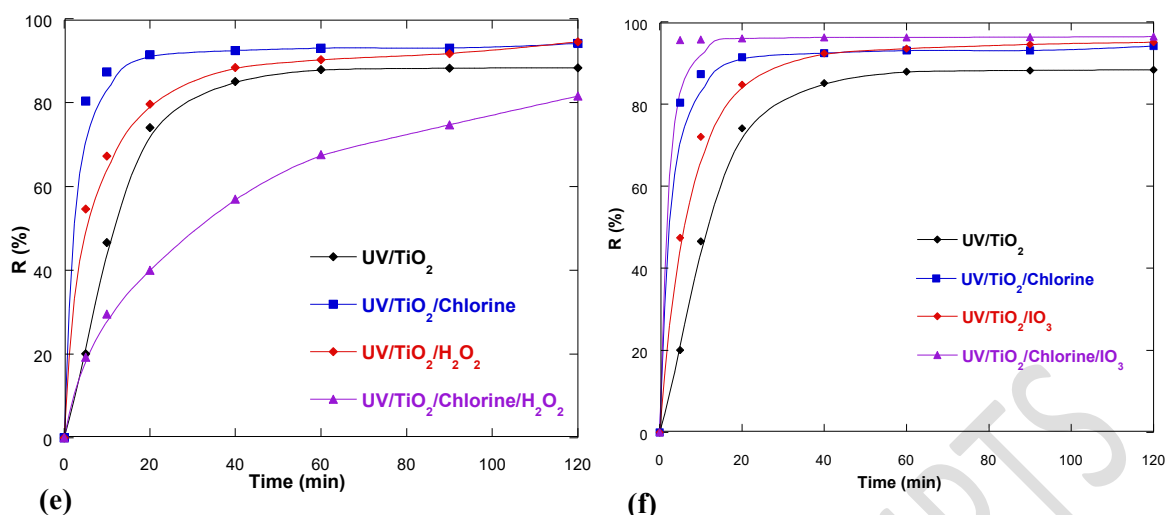 100
80
60
40
20
0
R (%)
0 20 40 60 80 100 120
Time (min)
UV/TiO₂
UV/TiO₂/Chlorine
UV/TiO₂/H₂O₂
UV/TiO₂/Chlorine/H₂O₂
(e)
100
80
60
40
20
0
R (%)
0 20 40 60 80 100 120
Time (min)
UV/TiO₂
UV/TiO₂/Chlorine
UV/TiO₂/IO₃
UV/TiO₂/Chlorine/IO₃
(f)
IPTS